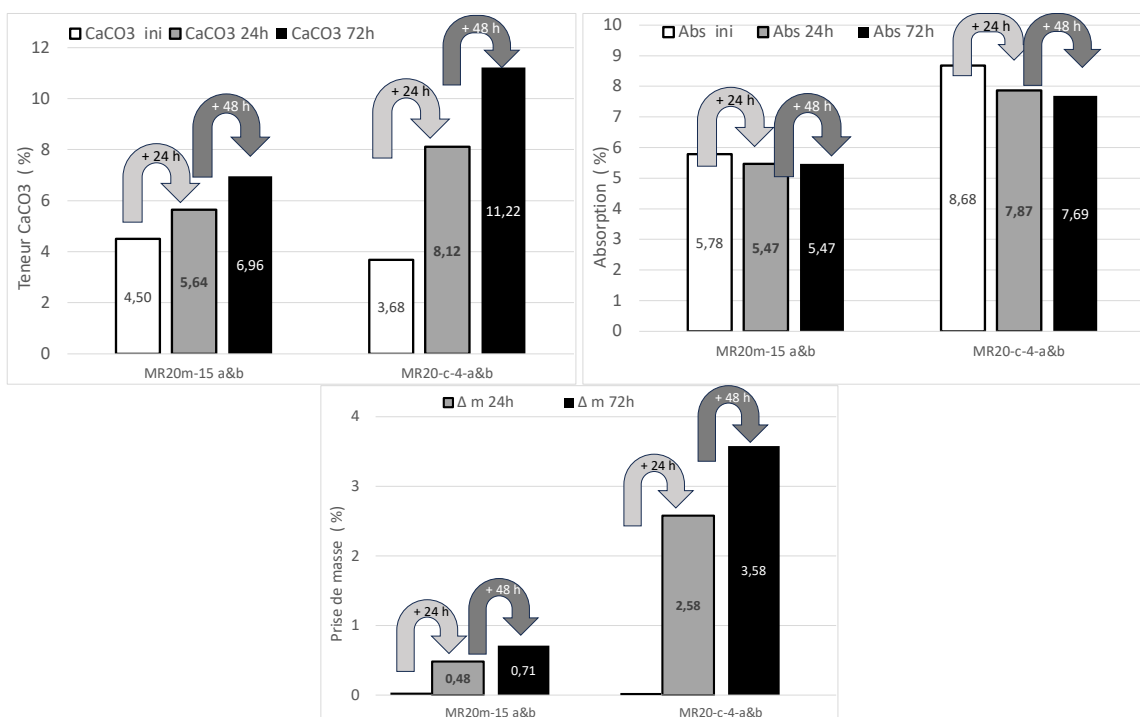 CaCO3 ini CaCO3 24h CaCO3 72h
Teneur CaCO3 (%)
12
10
8
6
4
2
0
+ 24 h
+ 48 h
+ 24 h
+ 48 h
4,50
5,64
6,96
3,68
8,12
11,22
MR20m-15 a&b
MR20-c-4-a&b
Abs ini Abs 24h Abs 72h
Absorption (%)
10
9
8
7
6
5
4
3
2
1
0
+ 24 h
+ 48 h
+ 24 h
+ 48 h
5,78
5,47
5,47
8,68
7,87
7,69
MR20m-15 a&b
MR20-c-4-a&b
Δ m 24h Δ m 72h
Prise de masse (%)
4
3
2
1
0
+ 24 h
+ 48 h
+ 24 h
+ 48 h
0,48
0,71
2,58
3,58
MR20m-15 a&b
MR20-c-4-a&b